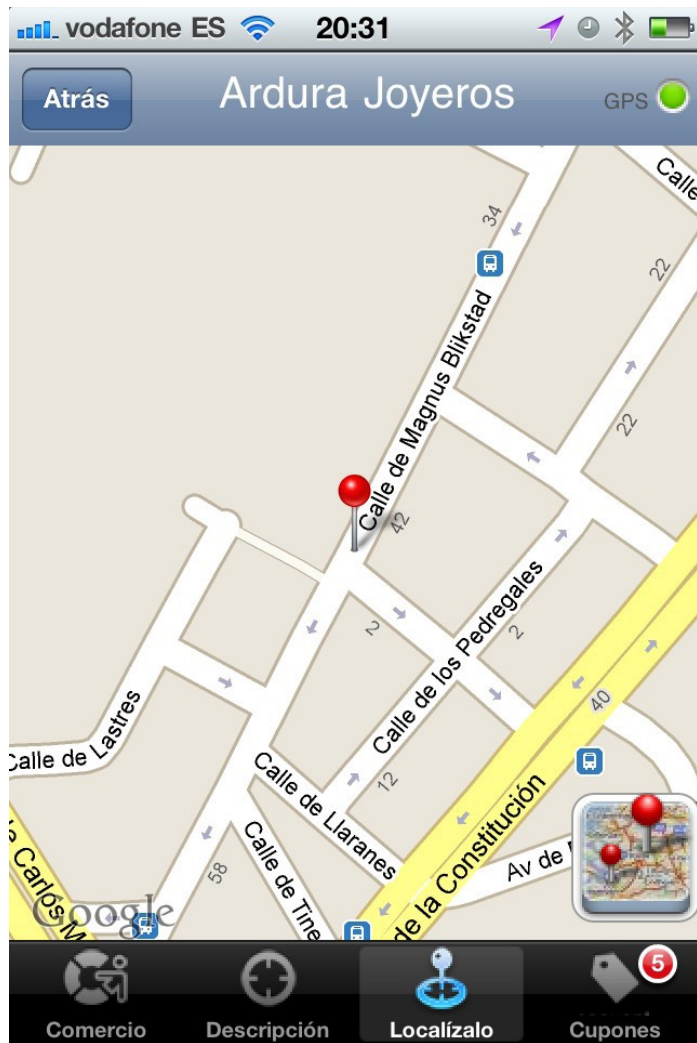 vodafone ES 20:31
Atrás
Ardura Joyeros
GPS
Calle
34
22
Calle de Magnus Blikstad
22
42
2
Calle de los Pedregales
2
40
Calle de Lastres
12
Calle de Llaranes
de la Constitución
Calle de Tine
58
Av de
Carlos
Google
5
Comercio
Descripción
Localízalo
Cupones